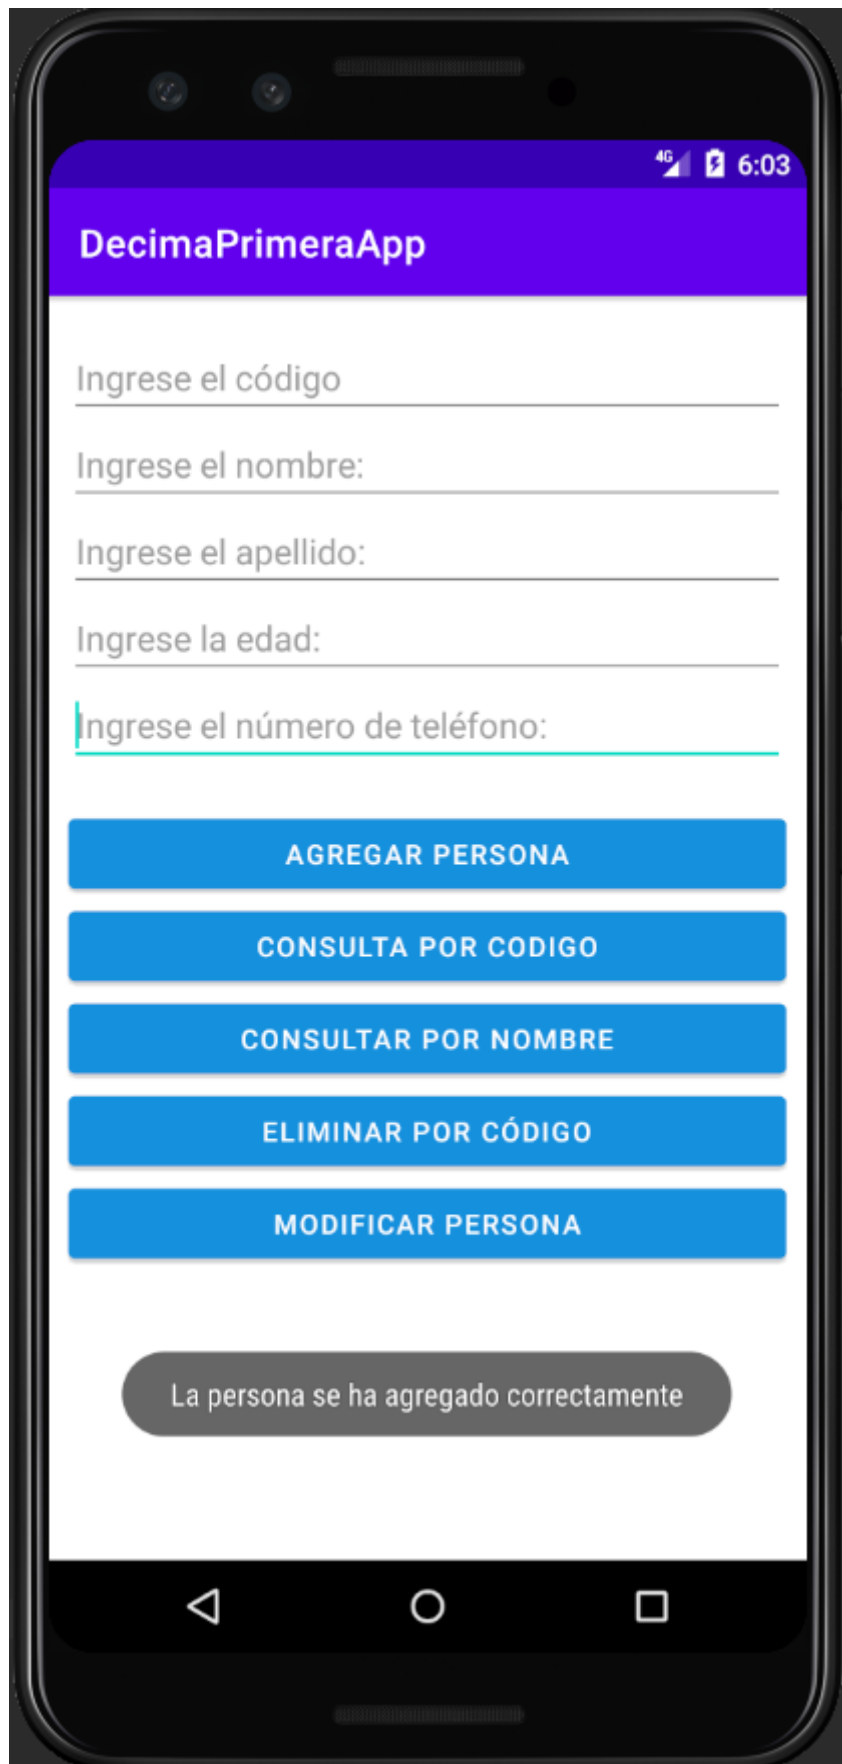 4G 6:03
DecimaPrimeraApp
Ingrese el código
Ingrese el nombre:
Ingrese el apellido:
Ingrese la edad:
Ingrese el número de teléfono:
AGREGAR PERSONA
CONSULTA POR CODIGO
CONSULTAR POR NOMBRE
ELIMINAR POR CÓDIGO
MODIFICAR PERSONA
La persona se ha agregado correctamente